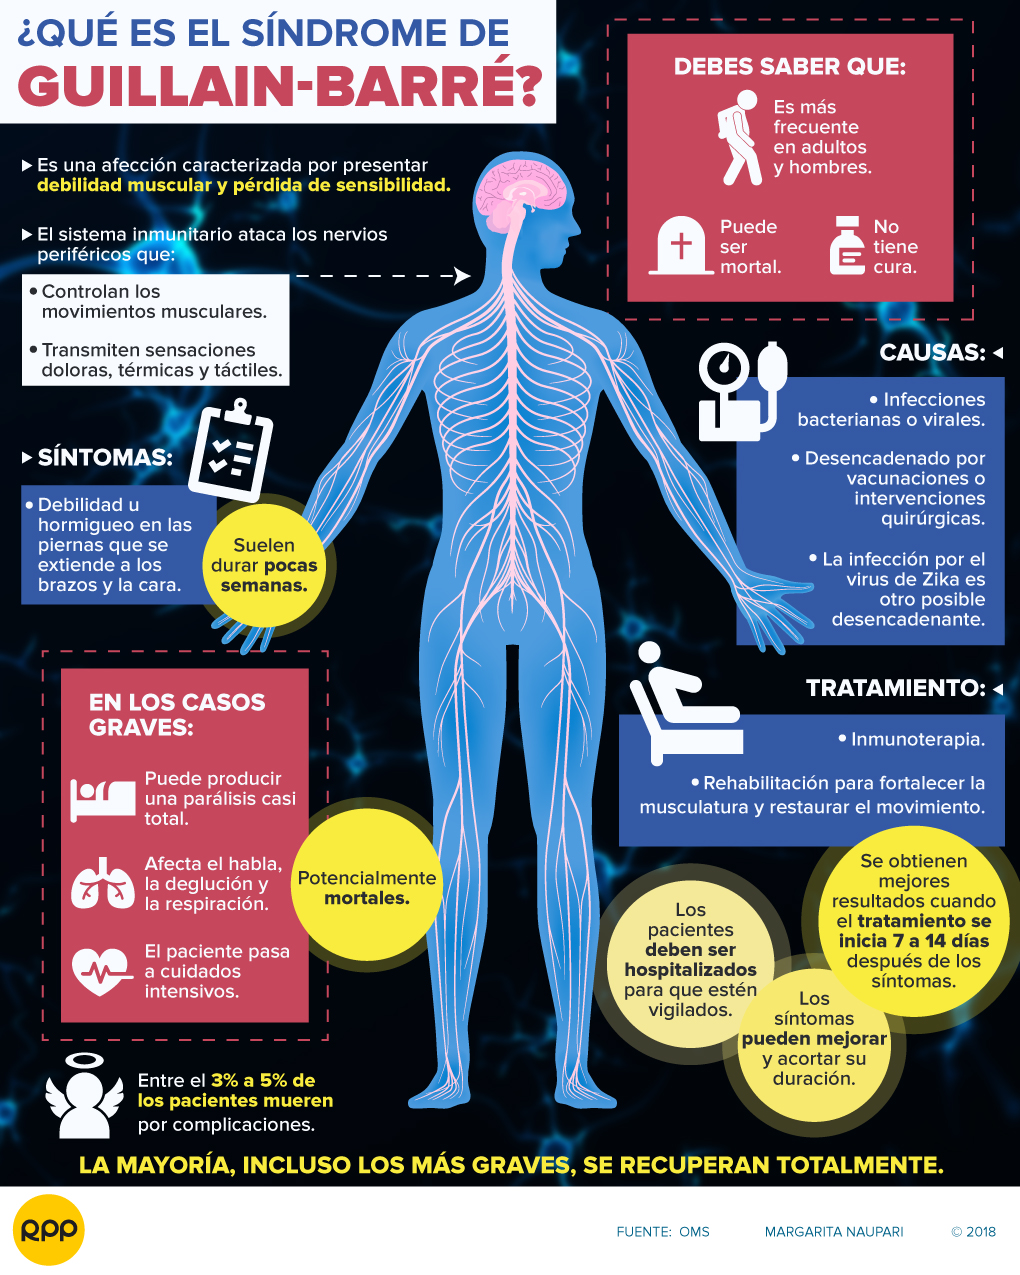 ¿QUÉ ES EL SÍNDROME DE
GUILLAIN-BARRÉ?
Es una afección caracterizada por presentar
debilidad muscular y pérdida de sensibilidad.
El sistema inmunitario ataca los nervios
periféricos que:
• Controlan los
movimientos musculares.
• Transmiten sensaciones
doloras, térmicas y táctiles.
SÍNTOMAS:
• Debilidad u
hormigueo en las
piernas que se
extiende a los
brazos y la cara.
Suelen
durar pocas
semanas.
EN LOS CASOS
GRAVES:
Puede producir
una parálisis casi
total.
Afecta el habla,
la deglución y
la respiración.
El paciente pasa
a cuidados
intensivos.
Potencialmente
mortales.
Entre el 3% a 5% de
los pacientes mueren
por complicaciones.
DEBES SABER QUE:
Es más
frecuente
en adultos
y hombres.
Puede
ser
mortal.
No
tiene
cura.
CAUSAS:
• Infecciones
bacterianas o virales.
• Desencadenado por
vacunaciones o
intervenciones
quirúrgicas.
• La infección por el
virus de Zika es
otro posible
desencadenante.
TRATAMIENTO:
• Inmunoterapia.
• Rehabilitación para fortalecer la
musculatura y restaurar el movimiento.
Los
pacientes
deben ser
hospitalizados
para que estén
vigilados.
Los
síntomas
pueden mejorar
y acortar su
duración.
Se obtienen
mejores
resultados cuando
el tratamiento se
inicia 7 a 14 días
después de los
síntomas.
LA MAYORÍA, INCLUSO LOS MÁS GRAVES, SE RECUPERAN TOTALMENTE.
RPP
FUENTE: OMS
MARGARITA NAUPARI
© 2018